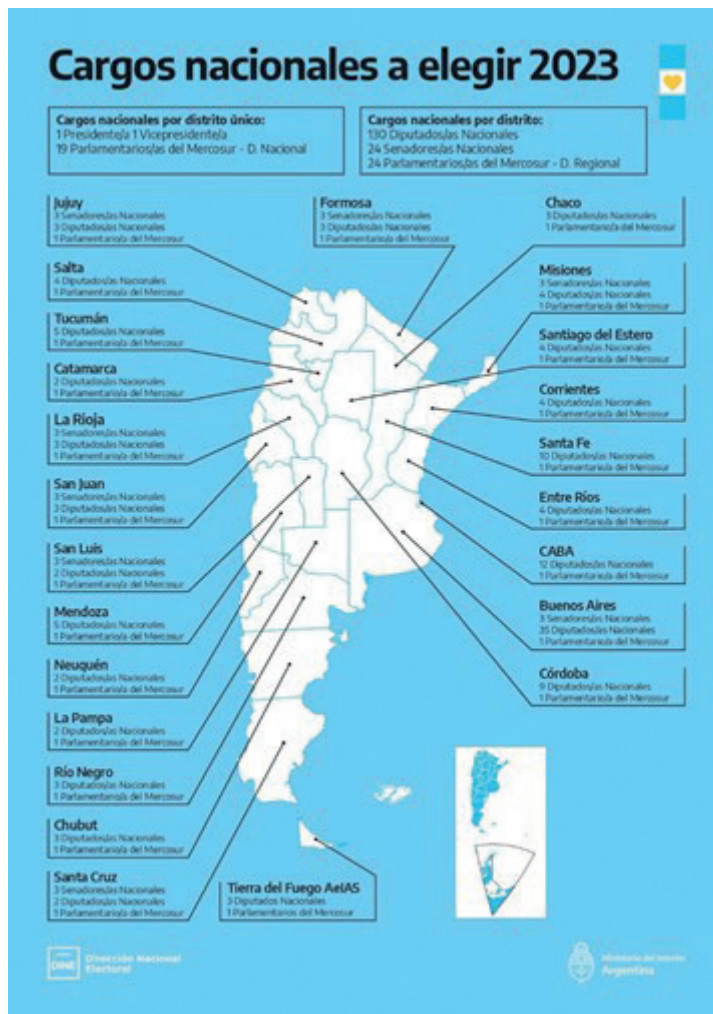 Cargos nacionales a elegir 2023
Cargos nacionales por distrito único:
1 Presidente/a 1 Vicepresidente/a
19 Parlamentarios/as del Mercosur - D. Nacional
Cargos nacionales por distrito:
130 Diputados/as Nacionales
24 Senadores/as Nacionales
24 Parlamentarios/as del Mercosur - D. Regional
Jujuy
3 Senadores/as Nacionales
3 Diputados/as Nacionales
1 Parlamentario/a del Mercosur
Formosa
3 Senadores/as Nacionales
3 Diputados/as Nacionales
1 Parlamentario/a del Mercosur
Chaco
3 Diputados/as Nacionales
1 Parlamentario/a del Mercosur
Salta
4 Diputados/as Nacionales
1 Parlamentario/a del Mercosur
Misiones
3 Senadores/as Nacionales
4 Diputados/as Nacionales
1 Parlamentario/a del Mercosur
Tucumán
5 Diputados/as Nacionales
1 Parlamentario/a del Mercosur
Santiago del Estero
4 Diputados/as Nacionales
1 Parlamentario/a del Mercosur
Catamarca
2 Diputados/as Nacionales
1 Parlamentario/a del Mercosur
Corrientes
4 Diputados/as Nacionales
1 Parlamentario/a del Mercosur
La Rioja
3 Senadores/as Nacionales
3 Diputados/as Nacionales
1 Parlamentario/a del Mercosur
Santa Fe
10 Diputados/as Nacionales
1 Parlamentario/a del Mercosur
San Juan
3 Senadores/as Nacionales
3 Diputados/as Nacionales
1 Parlamentario/a del Mercosur
Entre Ríos
4 Diputados/as Nacionales
1 Parlamentario/a del Mercosur
San Luis
3 Senadores/as Nacionales
2 Diputados/as Nacionales
1 Parlamentario/a del Mercosur
CABA
12 Diputados/as Nacionales
1 Parlamentario/a del Mercosur
Mendoza
5 Diputados/as Nacionales
1 Parlamentario/a del Mercosur
Buenos Aires
3 Senadores/as Nacionales
35 Diputados/as Nacionales
1 Parlamentario/a del Mercosur
Neuquén
2 Diputados/as Nacionales
1 Parlamentario/a del Mercosur
Córdoba
9 Diputados/as Nacionales
1 Parlamentario/a del Mercosur
La Pampa
2 Diputados/as Nacionales
1 Parlamentario/a del Mercosur
Río Negro
3 Diputados/as Nacionales
1 Parlamentario/a del Mercosur
Chubut
3 Diputados/as Nacionales
1 Parlamentario/a del Mercosur
Santa Cruz
3 Senadores/as Nacionales
2 Diputados/as Nacionales
1 Parlamentario/a del Mercosur
Tierra del Fuego AeIAS
3 Diputados Nacionales
1 Parlamentarios del Mercosur
DINE
Dirección Nacional
Electoral
Ministerio del Interior
Argentina